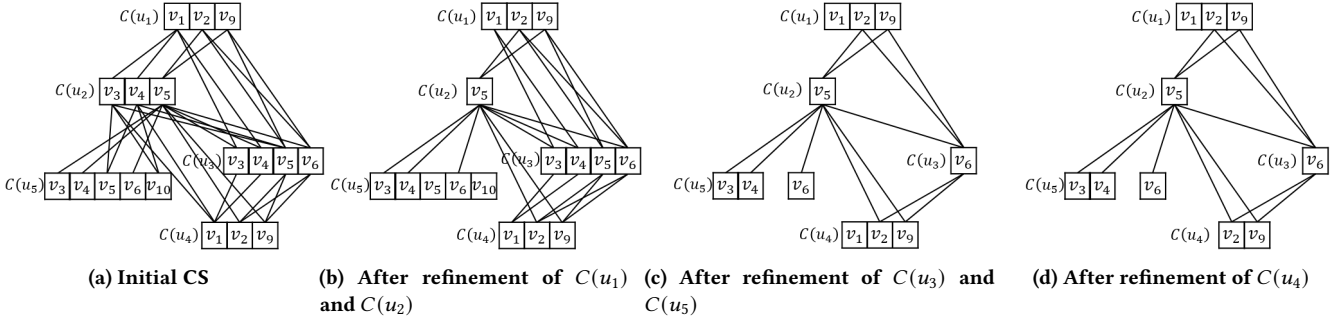 C(u₁) v₁ v₂ v₉
C(u₂) v₃ v₄ v₅
C(u₃) v₃ v₄ v₅ v₆
C(u₅) v₃ v₄ v₅ v₆ v₁₀
C(u₄) v₁ v₂ v₉
(a) Initial CS
C(u₁) v₁ v₂ v₉
C(u₂) v₅
C(u₃) v₃ v₄ v₅ v₆
C(u₅) v₃ v₄ v₅ v₆ v₁₀
C(u₄) v₁ v₂ v₉
(b) After refinement of C(u₁)
and C(u₂)
C(u₁) v₁ v₂ v₉
C(u₂)
v₅
C(u₃) v₆
C(u₅) v₃ v₄ v₆
C(u₄) v₁ v₂ v₉
(c) After refinement of C(u₃) and
C(u₅)
C(u₁) v₁ v₂ v₉
C(u₂) v₅
C(u₃) v₆
C(u₅) v₃ v₄ v₆
C(u₄) v₂ v₉
(d) After refinement of C(u₄)